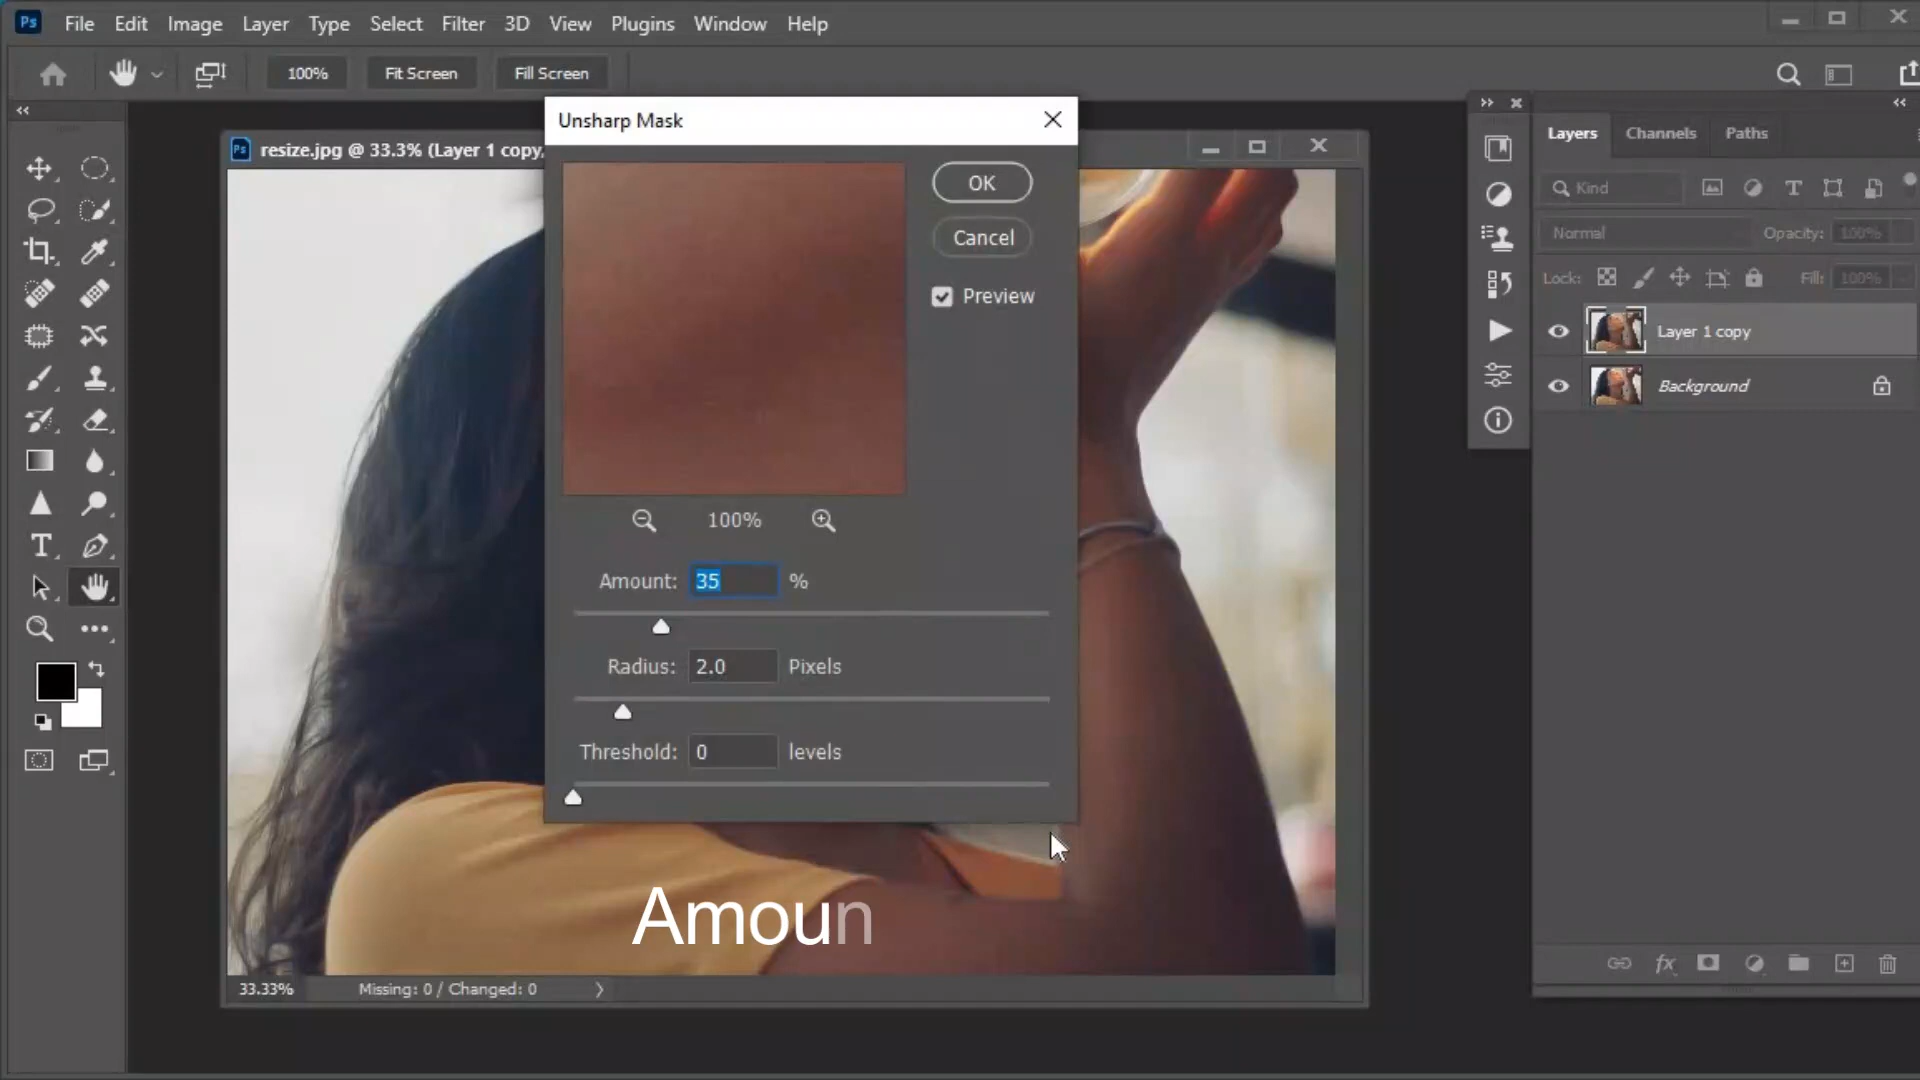 Ps File Edit Image Layer Type Select Filter 3D View Plugins Window Help
100% Fit Screen Fill Screen
Unsharp Mask
Ps resize.jpg @ 33.3% (Layer 1 copy,
OK
Cancel
Preview
100%
Amount: 35 %
Radius: 2.0 Pixels
Threshold: 0 levels
Amoun
33.33% Missing: 0 / Changed: 0
Layers Channels Paths
Kind
Normal Opacity: 100%
Lock: Fill: 100%
Layer 1 copy
Background